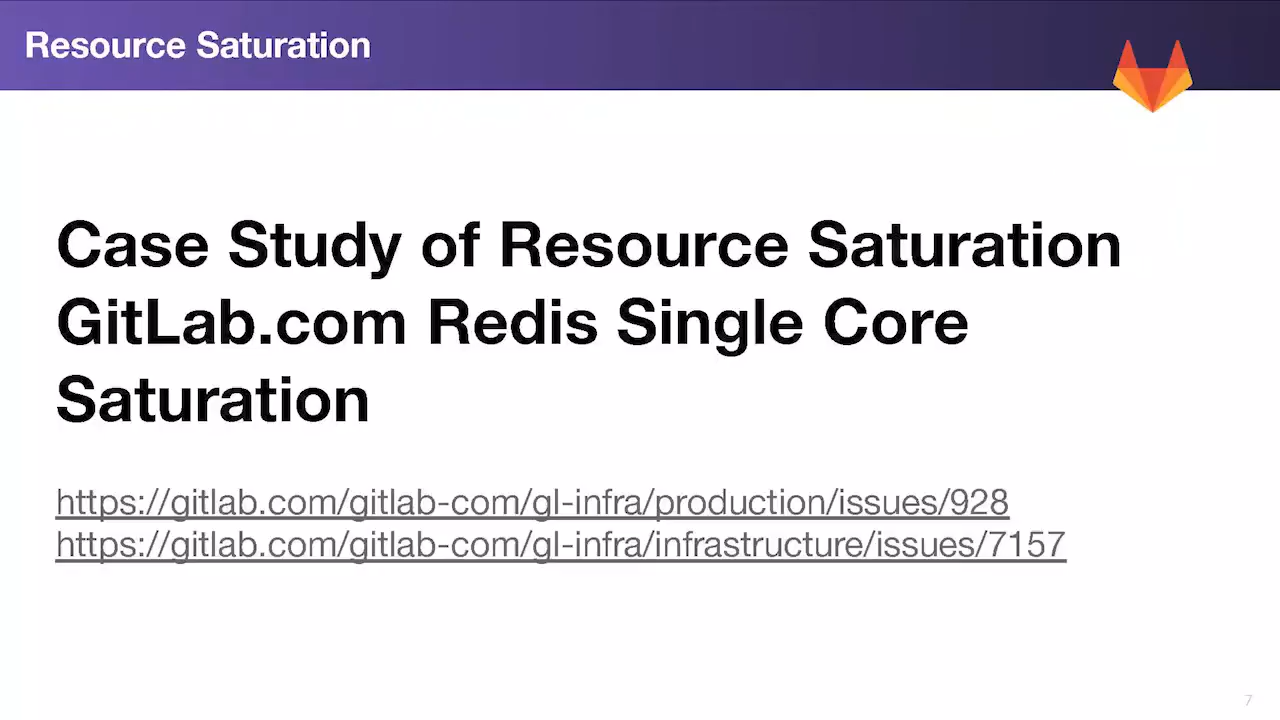 Resource Saturation
Case Study of Resource Saturation
GitLab.com Redis Single Core
Saturation
https://gitlab.com/gitlab-com/gl-infra/production/issues/928
https://gitlab.com/gitlab-com/gl-infra/infrastructure/issues/7157
7